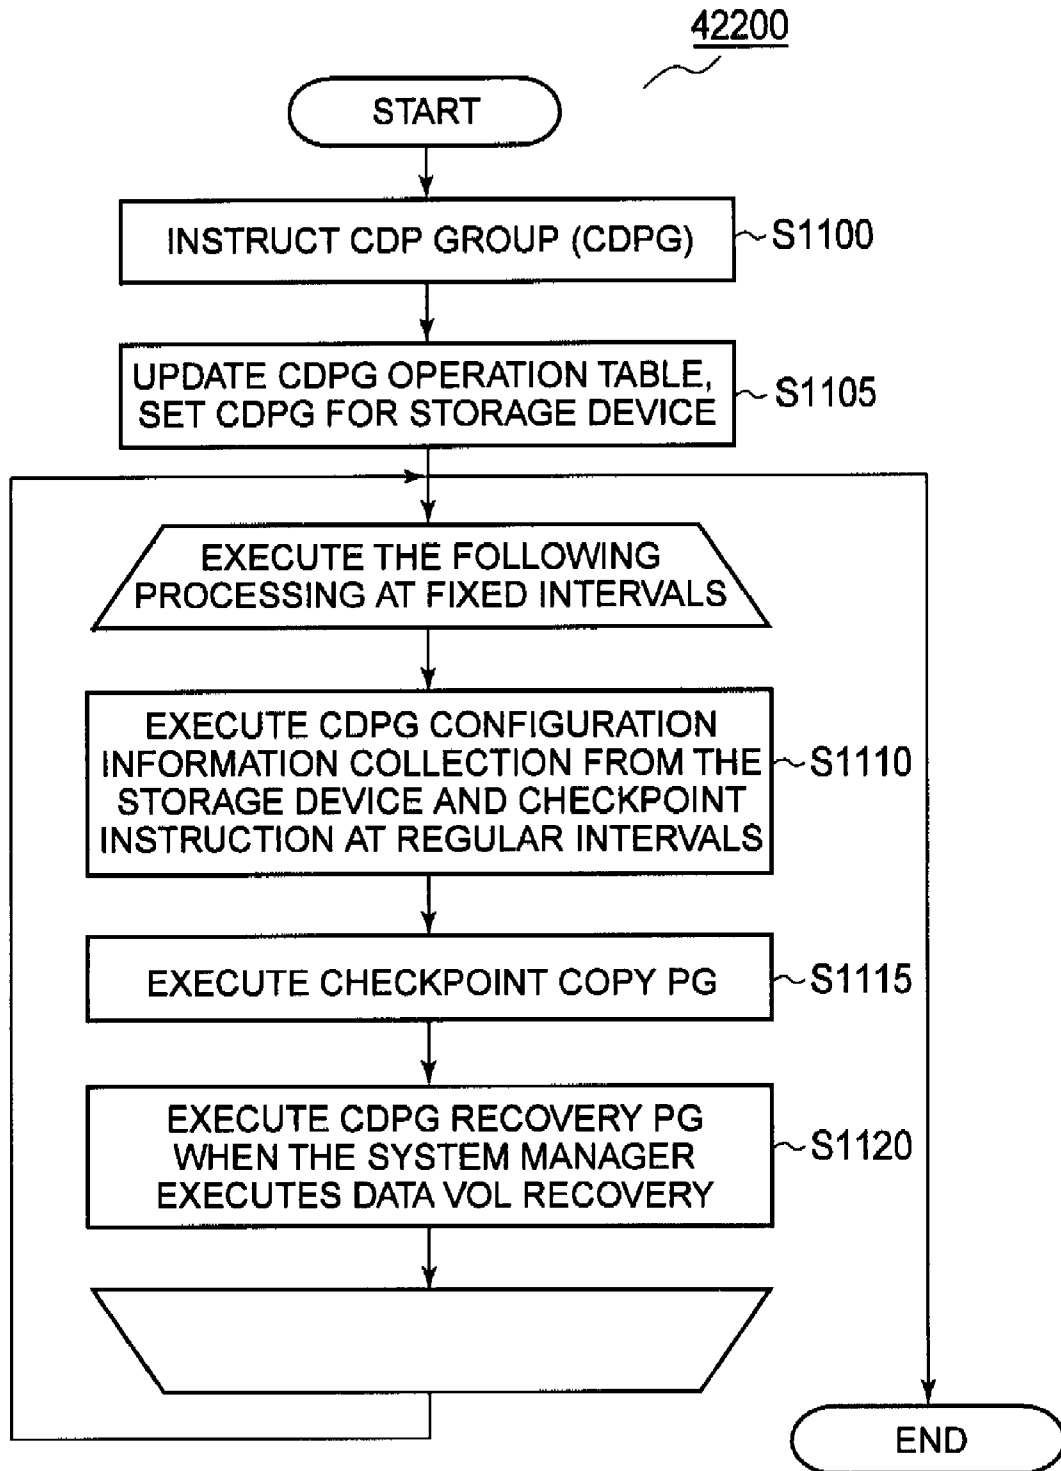 42200
START
INSTRUCT CDP GROUP (CDPG)
S1100
UPDATE CDPG OPERATION TABLE,
SET CDPG FOR STORAGE DEVICE
S1105
EXECUTE THE FOLLOWING
PROCESSING AT FIXED INTERVALS
EXECUTE CDPG CONFIGURATION
INFORMATION COLLECTION FROM THE
STORAGE DEVICE AND CHECKPOINT
INSTRUCTION AT REGULAR INTERVALS
S1110
EXECUTE CHECKPOINT COPY PG
S1115
EXECUTE CDPG RECOVERY PG
WHEN THE SYSTEM MANAGER
EXECUTES DATA VOL RECOVERY
S1120
END